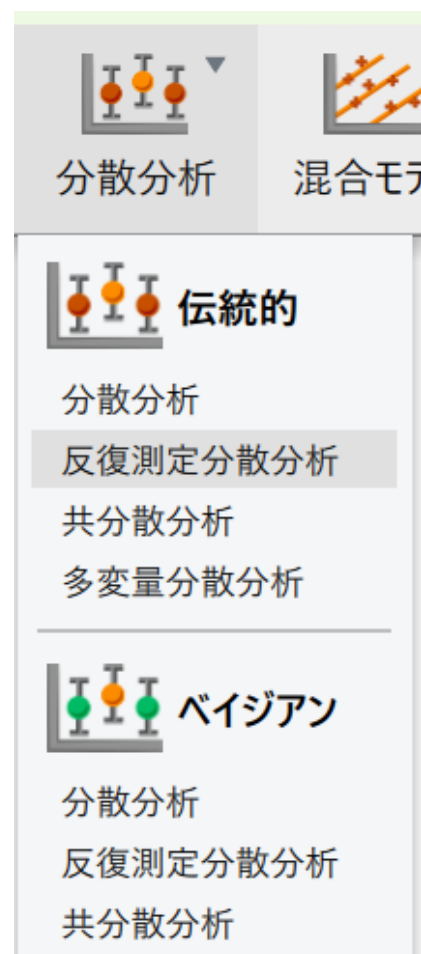 分散分析
混合モデ
伝統的
分散分析
反復測定分散分析
共分散分析
多変量分散分析
ベイジアン
分散分析
反復測定分散分析
共分散分析